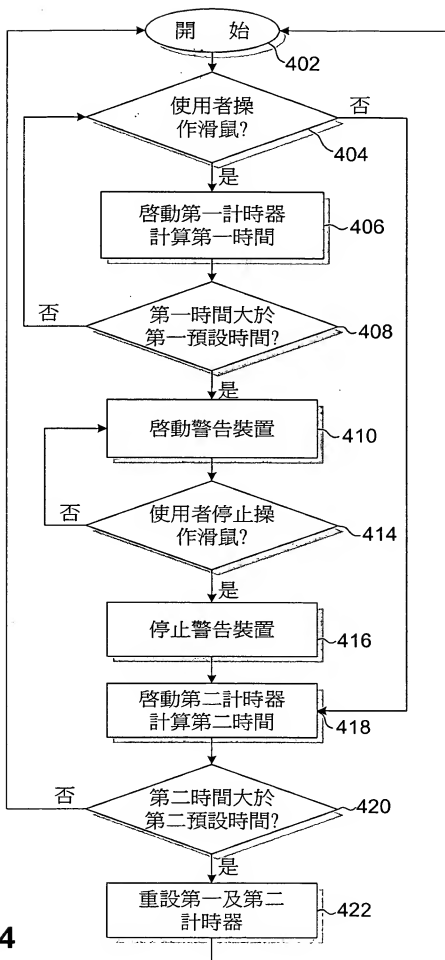 開 始
402
使用者操
作滑鼠?
否
404
是
啓動第一計時器
計算第一時間
406
否
第一時間大於
第一預設時間?
408
是
啓動警告裝置
410
否
使用者停止操
作滑鼠?
414
是
停止警告裝置
416
啓動第二計時器
計算第二時間
418
否
第二時間大於
第二預設時間?
420
是
重設第一及第二
計時器
422
4